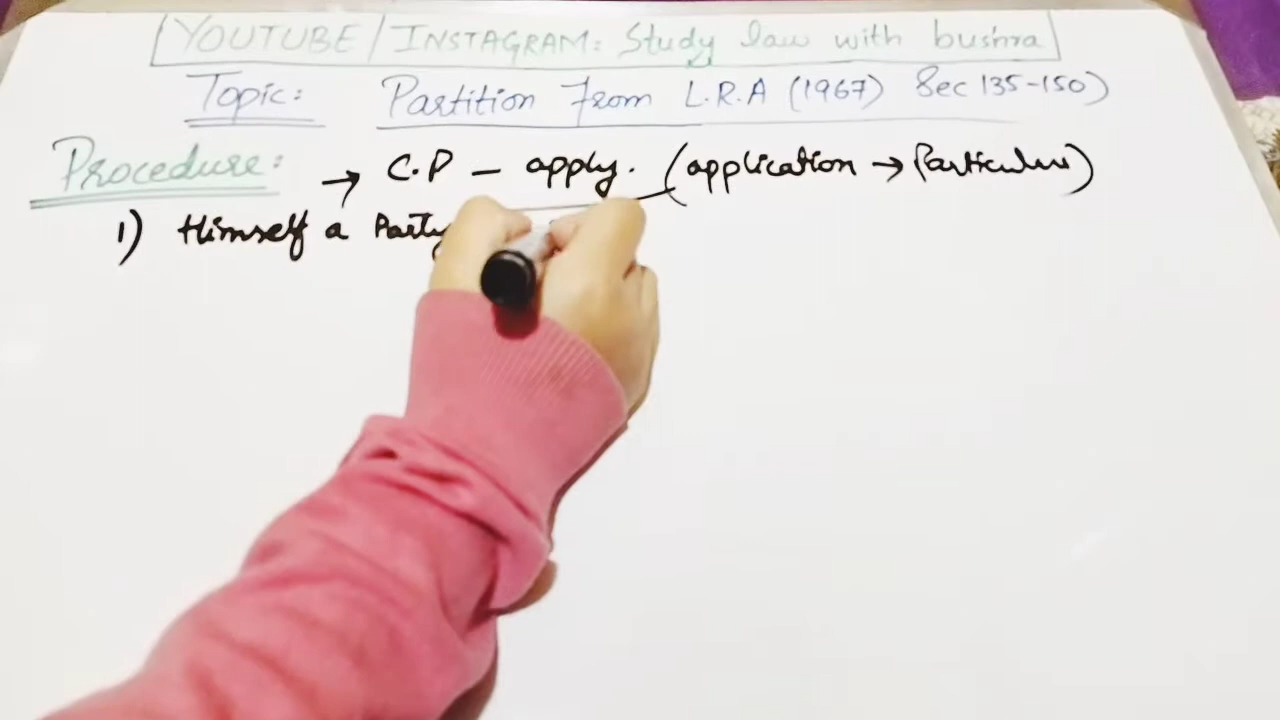 YOUTUBE / INSTAGRAM: Study law with bushra
Topic: Partition From L.R.A (1967) Sec 135-150)
Procedure: → C.P - apply. (application → Particulars)
1) Himself a Party